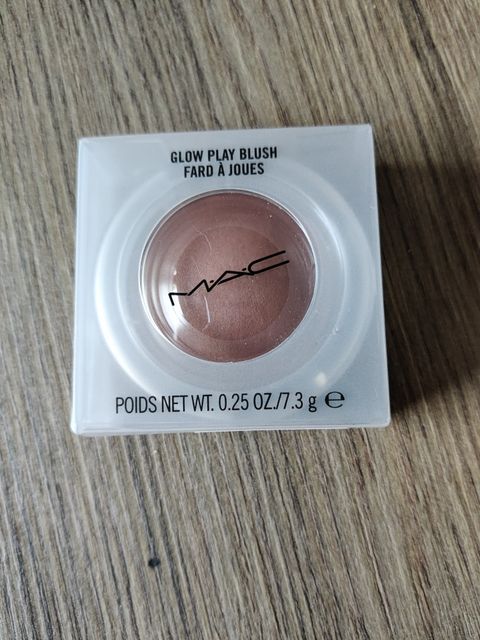 GLOW PLAY BLUSH
FARD À JOUES
M·A·C
POIDS NET WT. 0.25 OZ./7.3 g ℮